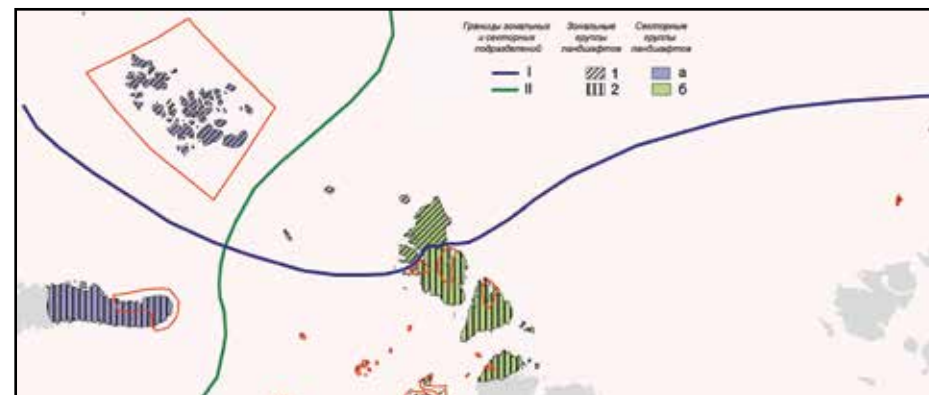 Границы зональных
и секторных
подразделений
I
II
Зональные
группы
ландшафтов
1
2
Секторные
группы
ландшафтов
а
б